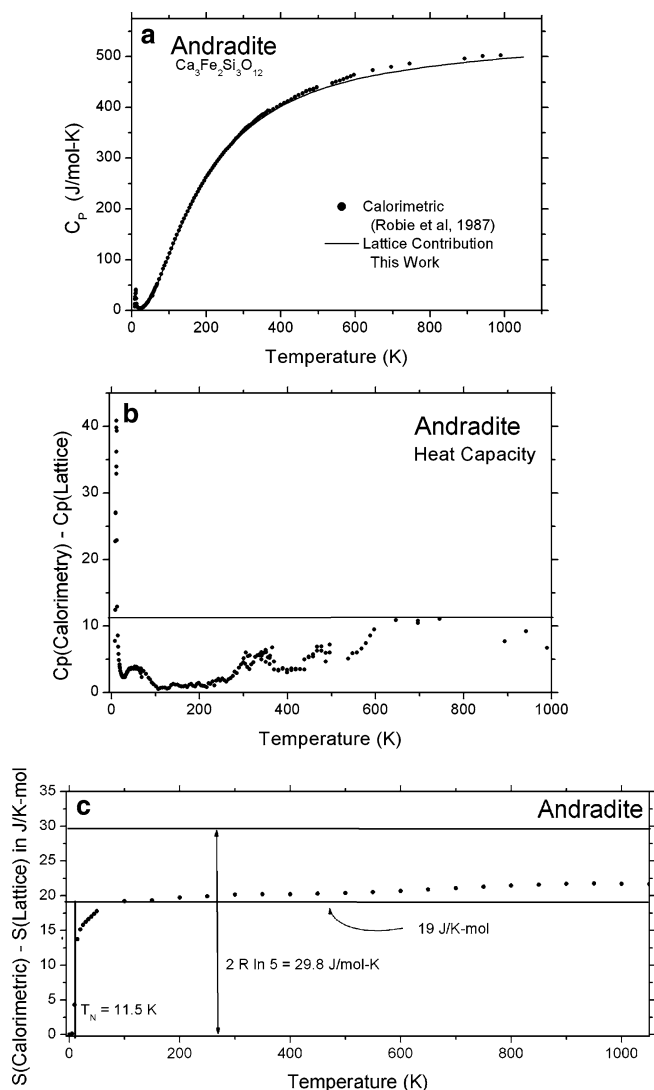 a
Andradite
Ca3Fe2Si3O12
500
400
300
200
100
0
CP (J/mol-K)
Calorimetric
(Robie et al, 1987)
Lattice Contribution
This Work
0 200 400 600 800 1000
Temperature (K)
b
Andradite
Heat Capacity
40
30
20
10
0
Cp(Calorimetry) - Cp(Lattice)
0 200 400 600 800 1000
Temperature (K)
c
Andradite
35
30
25
20
15
10
5
0
S(Calorimetric) - S(Lattice) in J/K-mol
19 J/K-mol
2 R ln 5 = 29.8 J/mol-K
TN = 11.5 K
0 200 400 600 800 1000
Temperature (K)